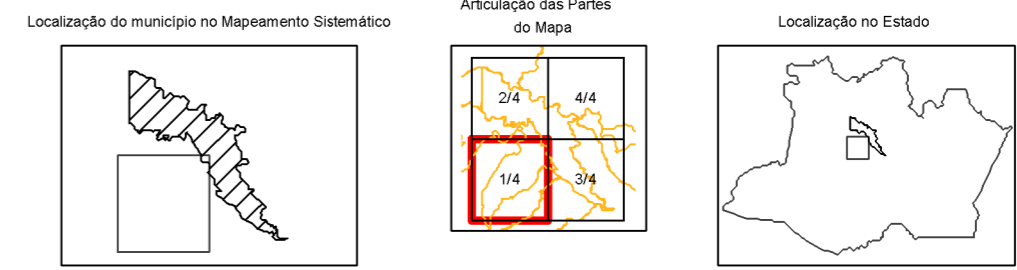 Localização do município no Mapeamento Sistemático
Articulação das Partes
do Mapa
Localização no Estado
2/4
4/4
1/4
3/4